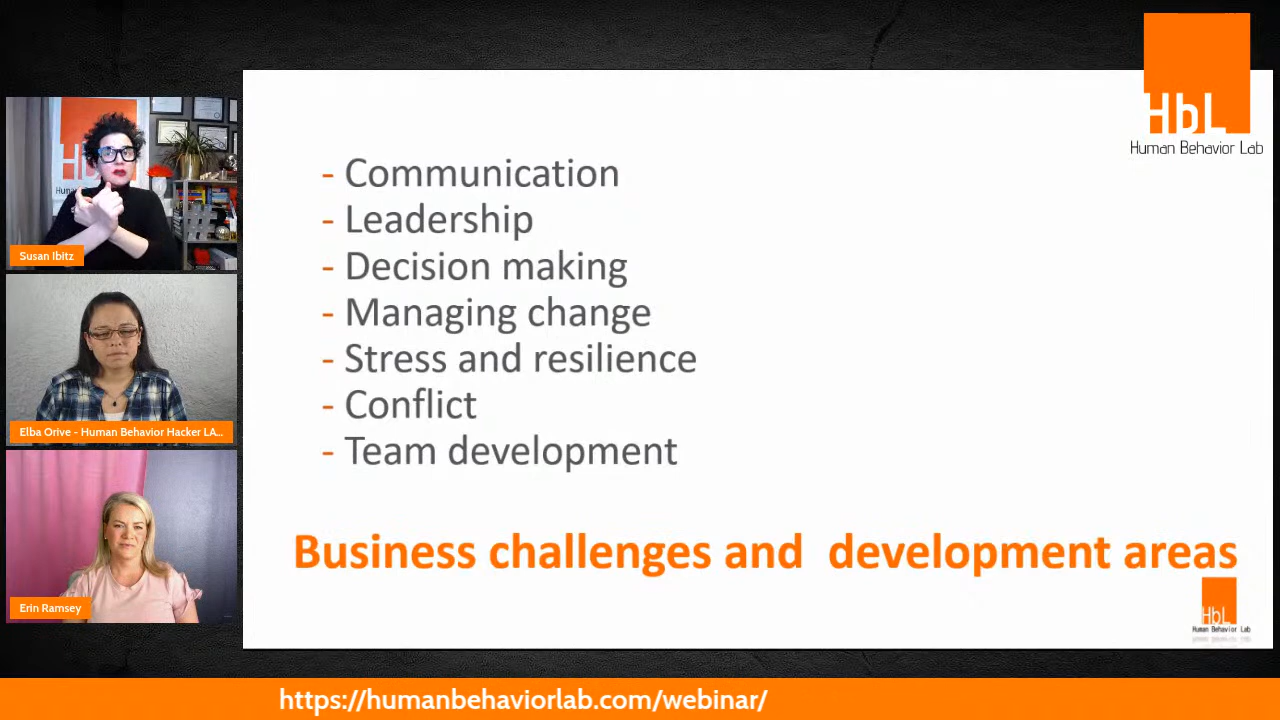 HbL
Human Behavior Lab
Susan Ibitz
Elba Orive - Human Behavior Hacker LA...
Erin Ramsey
- Communication
- Leadership
- Decision making
- Managing change
- Stress and resilience
- Conflict
- Team development
Business challenges and  development areas
HbL
Human Behavior Lab
https://humanbehaviorlab.com/webinar/